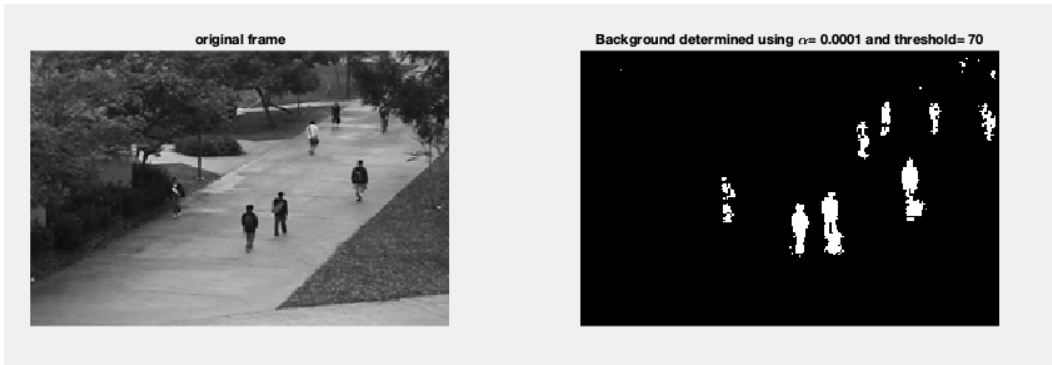 original frame
Background determined using α= 0.0001 and threshold= 70